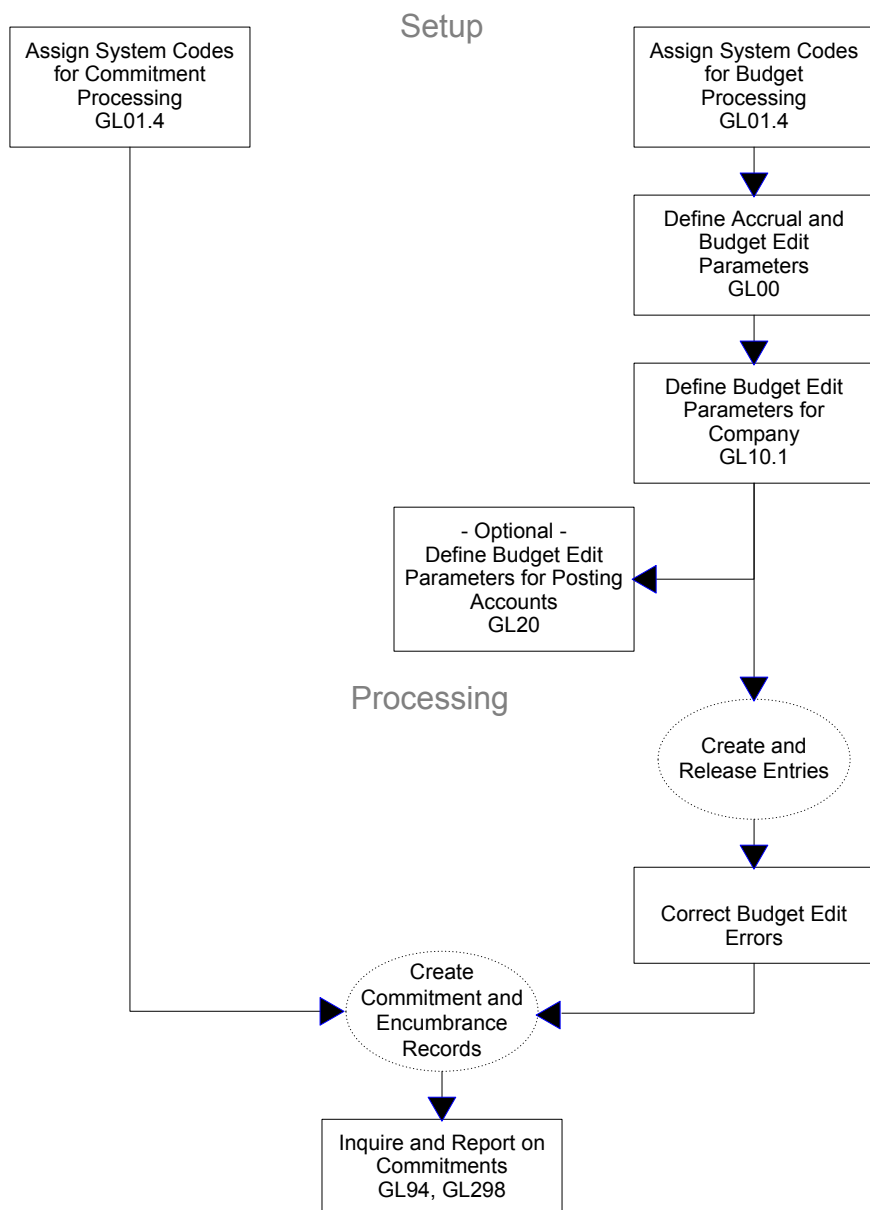 Setup
Assign System Codes
for Commitment
Processing
GL01.4
Assign System Codes
for Budget
Processing
GL01.4
Define Accrual and
Budget Edit
Parameters
GL00
Define Budget Edit
Parameters for
Company
GL10.1
- Optional -
Define Budget Edit
Parameters for Posting
Accounts
GL20
Processing
Create and
Release Entries
Correct Budget Edit
Errors
Create
Commitment and
Encumbrance
Records
Inquire and Report on
Commitments
GL94, GL298